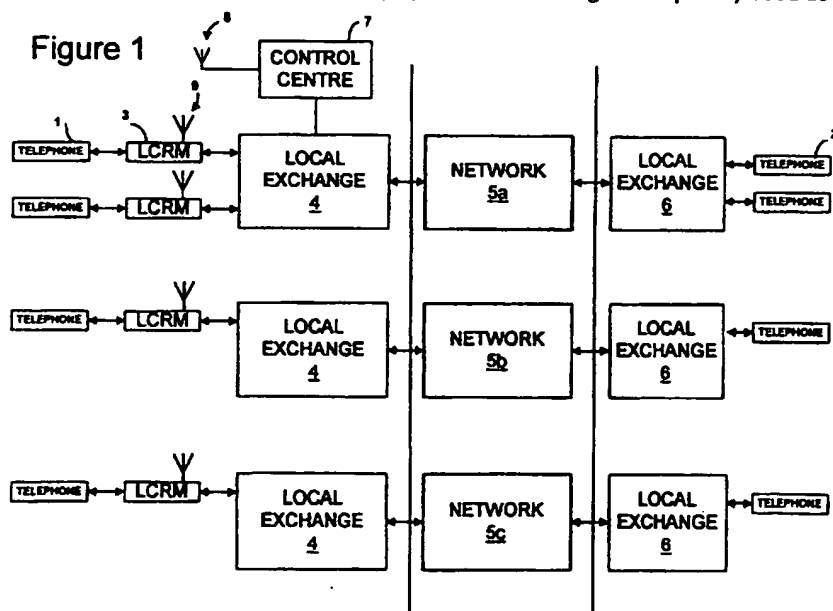 Figure 1
8
7
CONTROL
CENTRE
9
1
3
TELEPHONE
LCRM
LOCAL
EXCHANGE
4
NETWORK
5a
LOCAL
EXCHANGE
6
2
TELEPHONE
TELEPHONE
LCRM
TELEPHONE
TELEPHONE
LCRM
LOCAL
EXCHANGE
4
NETWORK
5b
LOCAL
EXCHANGE
6
TELEPHONE
TELEPHONE
LCRM
LOCAL
EXCHANGE
4
NETWORK
5c
LOCAL
EXCHANGE
6
TELEPHONE